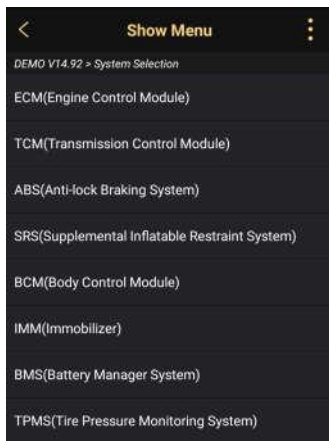 Show Menu
DEMO V14.92 > System Selection
ECM(Engine Control Module)
TCM(Transmission Control Module)
ABS(Anti-lock Braking System)
SRS(Supplemental Inflatable Restraint System)
BCM(Body Control Module)
IMM(Immobilizer)
BMS(Battery Manager System)
TPMS(Tire Pressure Monitoring System)